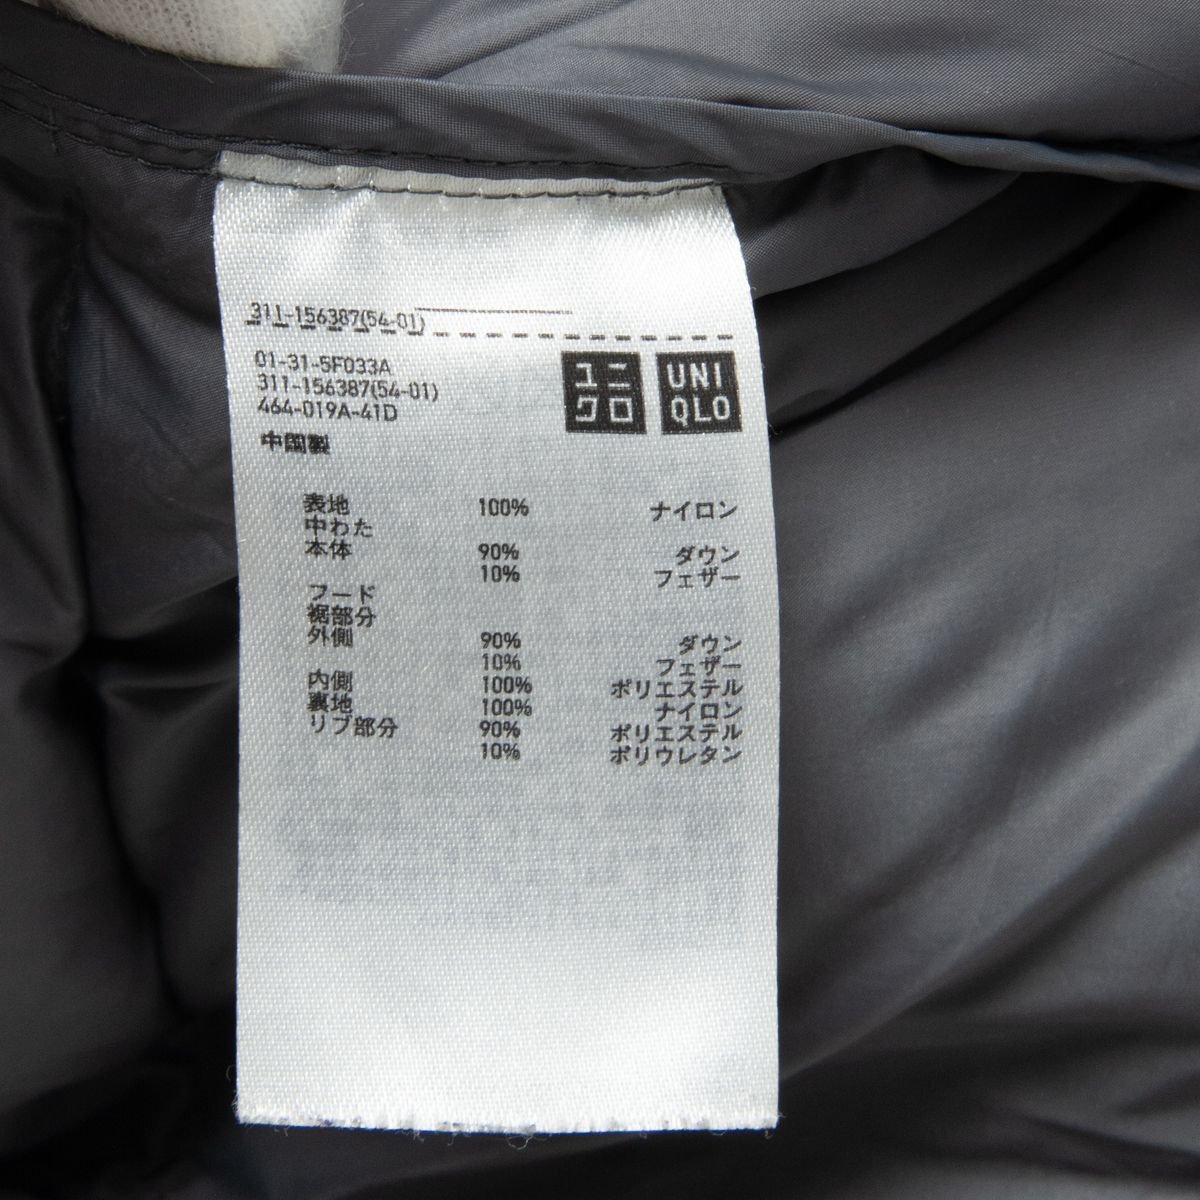 311-156387(54-01)
01-31-5F033A
311-156387(54-01)
464-019A-41D
中国製
ユニ
クロ
UNI
QLO
表地 100% ナイロン
中わた
本体 90% ダウン
10% フェザー
フード
裾部分
外側 90% ダウン
10% フェザー
内側 100% ポリエステル
裏地 100% ナイロン
リブ部分 90% ポリエステル
10% ポリウレタン